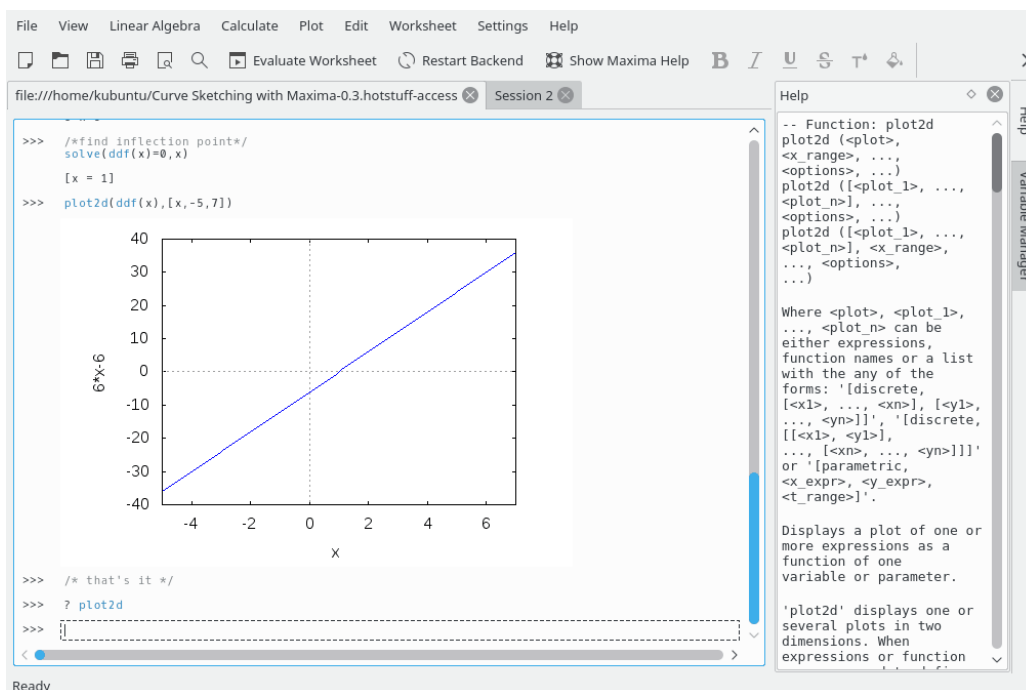 File View Linear Algebra Calculate Plot Edit Worksheet Settings Help
Evaluate Worksheet Restart Backend Show Maxima Help B I U S
file:///home/kubuntu/Curve Sketching with Maxima-0.3.hotstuff-access Session 2
>>> /*find inflection point*/
solve(ddf(x)=0,x)
[x = 1]
>>> plot2d(ddf(x),[x,-5,7])
40
30
20
10
0
-10
-20
-30
-40
6*x-6
-4 -2 0 2 4 6
x
>>> /* that's it */
>>> ? plot2d
>>>
Help
-- Function: plot2d
plot2d (<plot>,
<x_range>, ...,
<options>, ...)
plot2d ([<plot_1>, ...,
<plot_n>], ...,
<options>, ...)
plot2d ([<plot_1>, ...,
<plot_n>], <x_range>,
..., <options>,
...)
Where <plot>, <plot_1>,
..., <plot_n> can be
either expressions,
function names or a list
with the any of the
forms: '[discrete,
[<x1>, ..., <xn>], [<y1>,
..., <yn>]]', '[discrete,
[[<x1>, <y1>],
..., [<xn>, ..., <yn>]]]'
or '[parametric,
<x_expr>, <y_expr>,
<t_range>]'.
Displays a plot of one or
more expressions as a
function of one
variable or parameter.
'plot2d' displays one or
several plots in two
dimensions. When
expressions or function
Help
Variable Manager
Ready